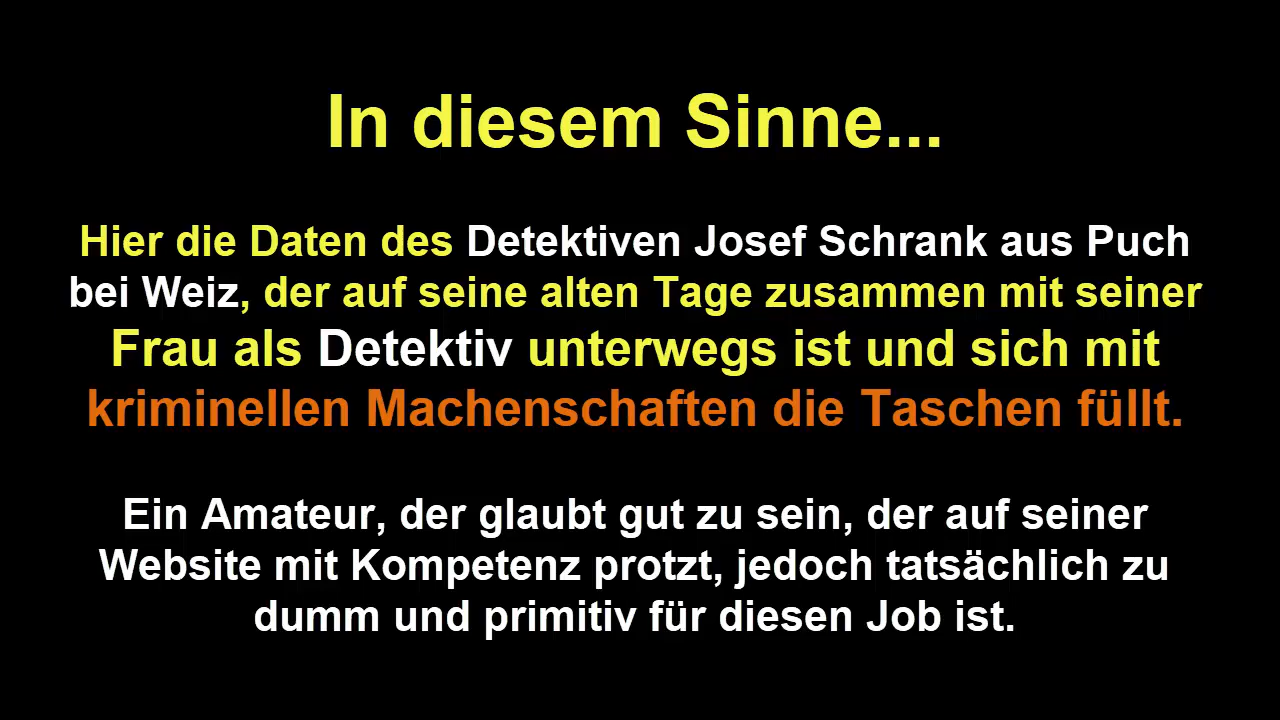 In diesem Sinne...
Hier die Daten des Detektiven Josef Schrank aus Puch
bei Weiz, der auf seine alten Tage zusammen mit seiner
Frau als Detektiv unterwegs ist und sich mit
kriminellen Machenschaften die Taschen füllt.
Ein Amateur, der glaubt gut zu sein, der auf seiner
Website mit Kompetenz protzt, jedoch tatsächlich zu
dumm und primitiv für diesen Job ist.